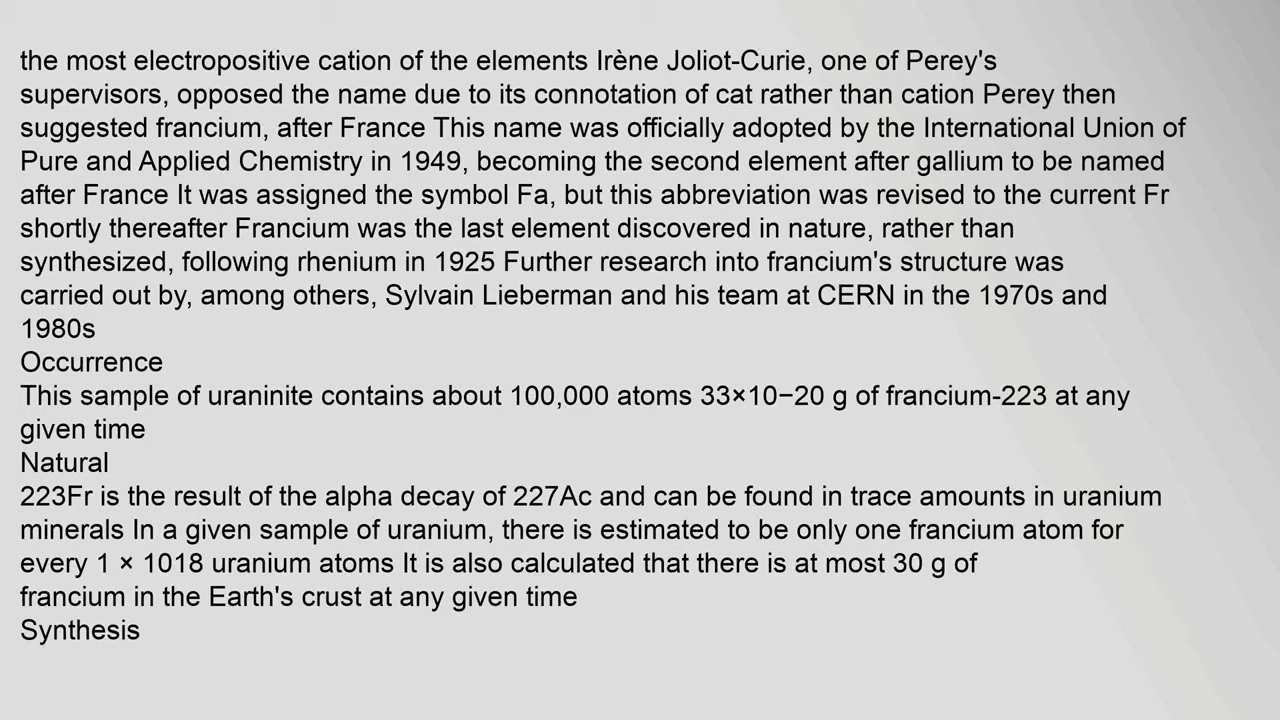 the most electropositive cation of the elements Irène Joliot-Curie, one of Perey's
supervisors, opposed the name due to its connotation of cat rather than cation Perey then
suggested francium, after France This name was officially adopted by the International Union of
Pure and Applied Chemistry in 1949, becoming the second element after gallium to be named
after France It was assigned the symbol Fa, but this abbreviation was revised to the current Fr
shortly thereafter Francium was the last element discovered in nature, rather than
synthesized, following rhenium in 1925 Further research into francium's structure was
carried out by, among others, Sylvain Lieberman and his team at CERN in the 1970s and
1980s
Occurrence
This sample of uraninite contains about 100,000 atoms 33×10−20 g of francium-223 at any
given time
Natural
223Fr is the result of the alpha decay of 227Ac and can be found in trace amounts in uranium
minerals In a given sample of uranium, there is estimated to be only one francium atom for
every 1 × 1018 uranium atoms It is also calculated that there is at most 30 g of
francium in the Earth's crust at any given time
Synthesis